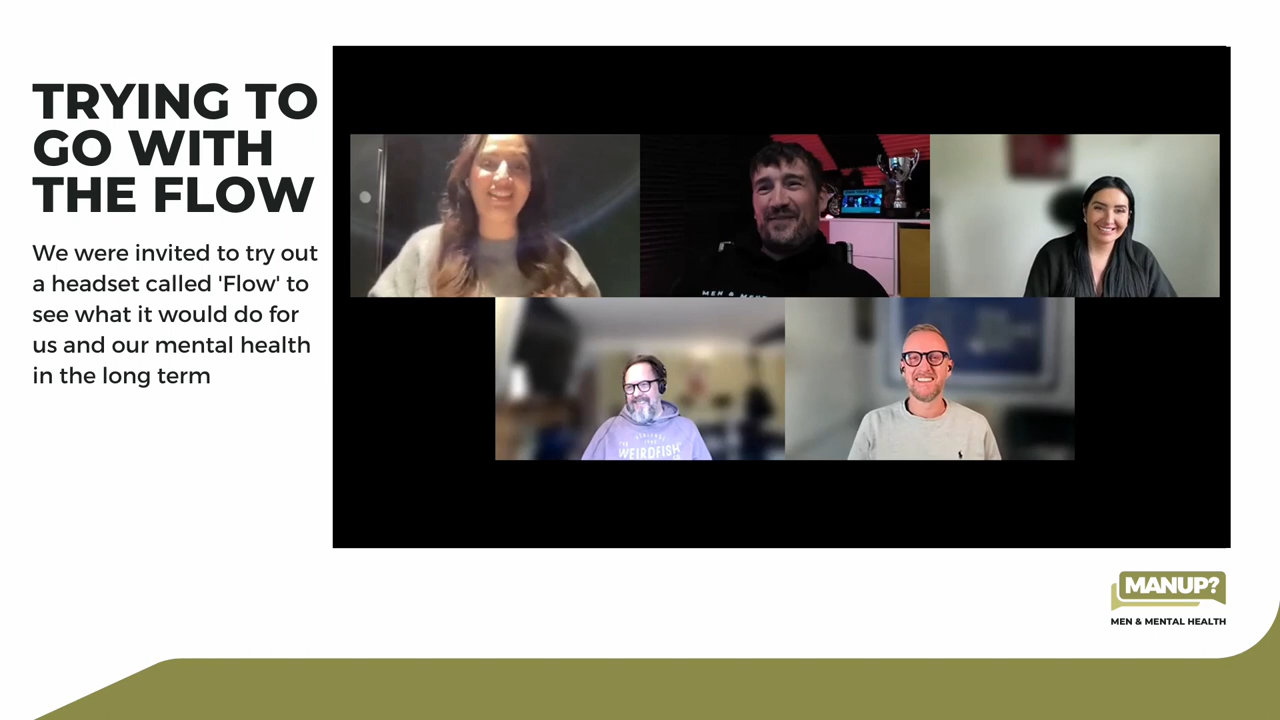 TRYING TO
GO WITH
THE FLOW
We were invited to try out
a headset called 'Flow' to
see what it would do for
us and our mental health
in the long term
WEIRDFISH
MANUP?
MEN & MENTAL HEALTH